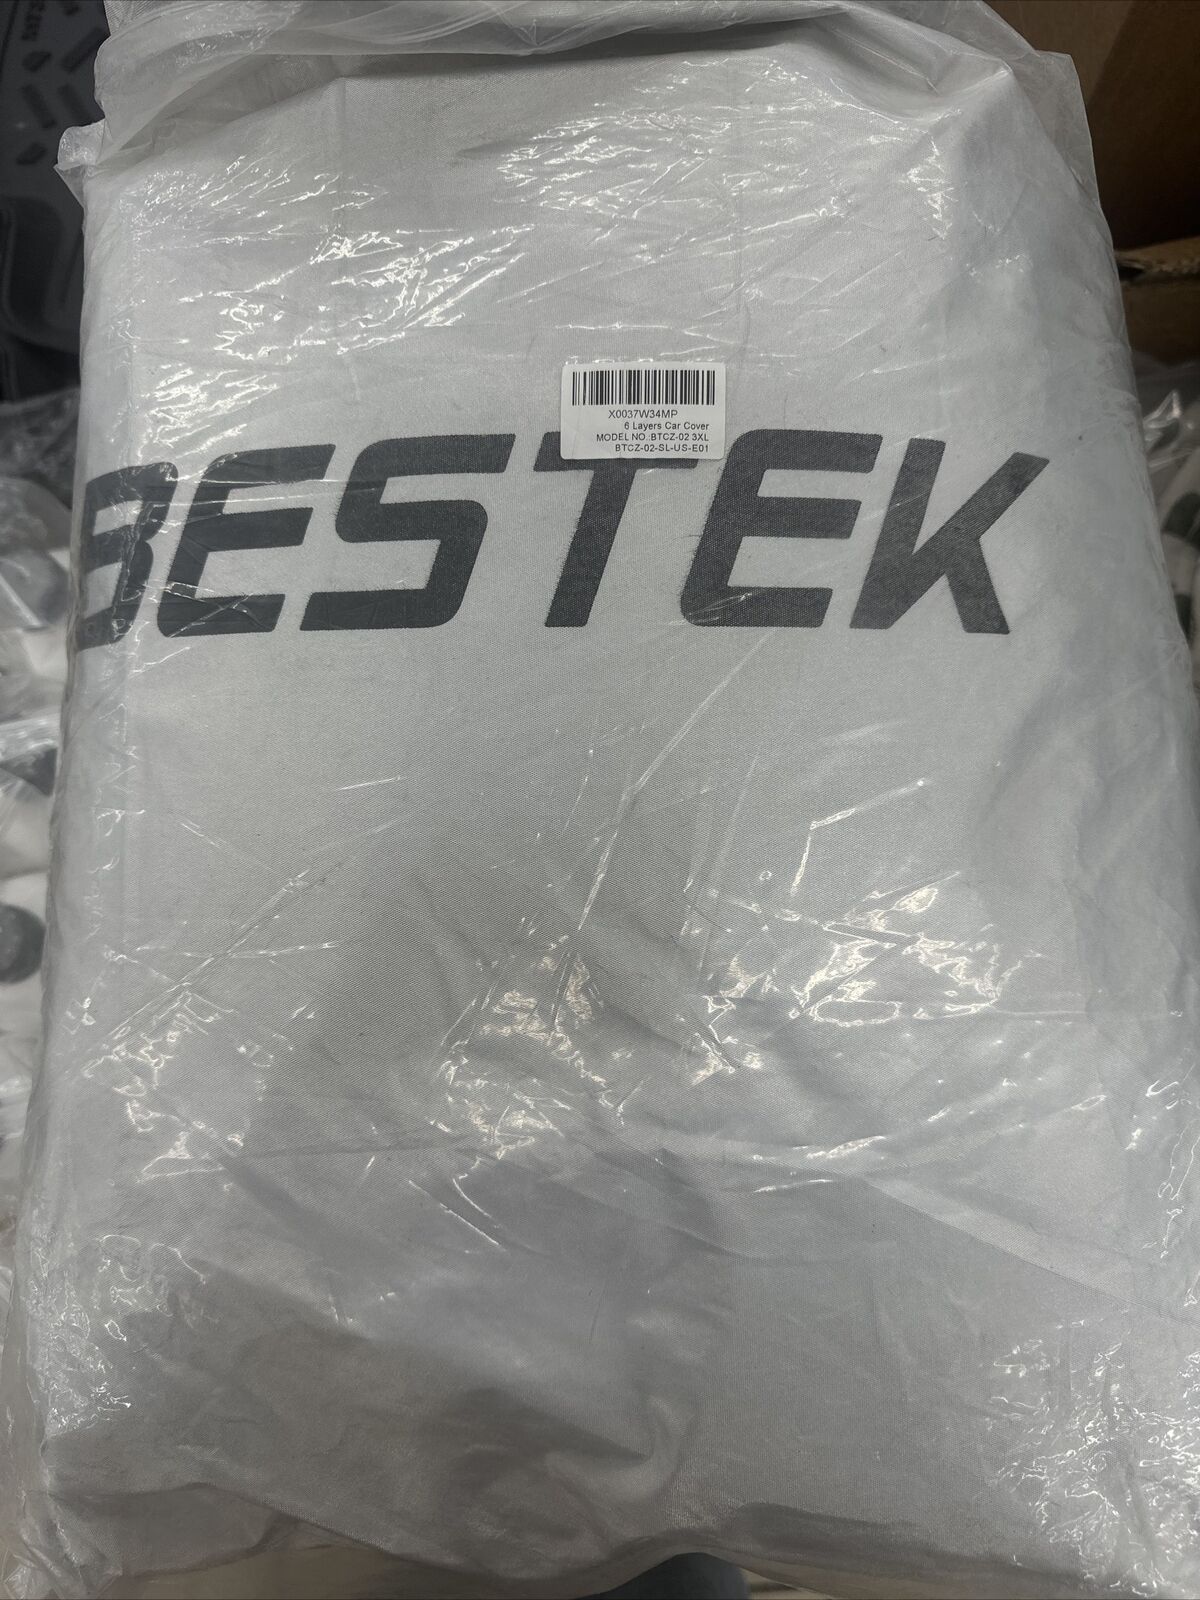 X0037W34MP
6 Layers Car Cover
MODEL NO.:BTCZ-02 3XL
BTCZ-02-SL-US-E01
BESTEK